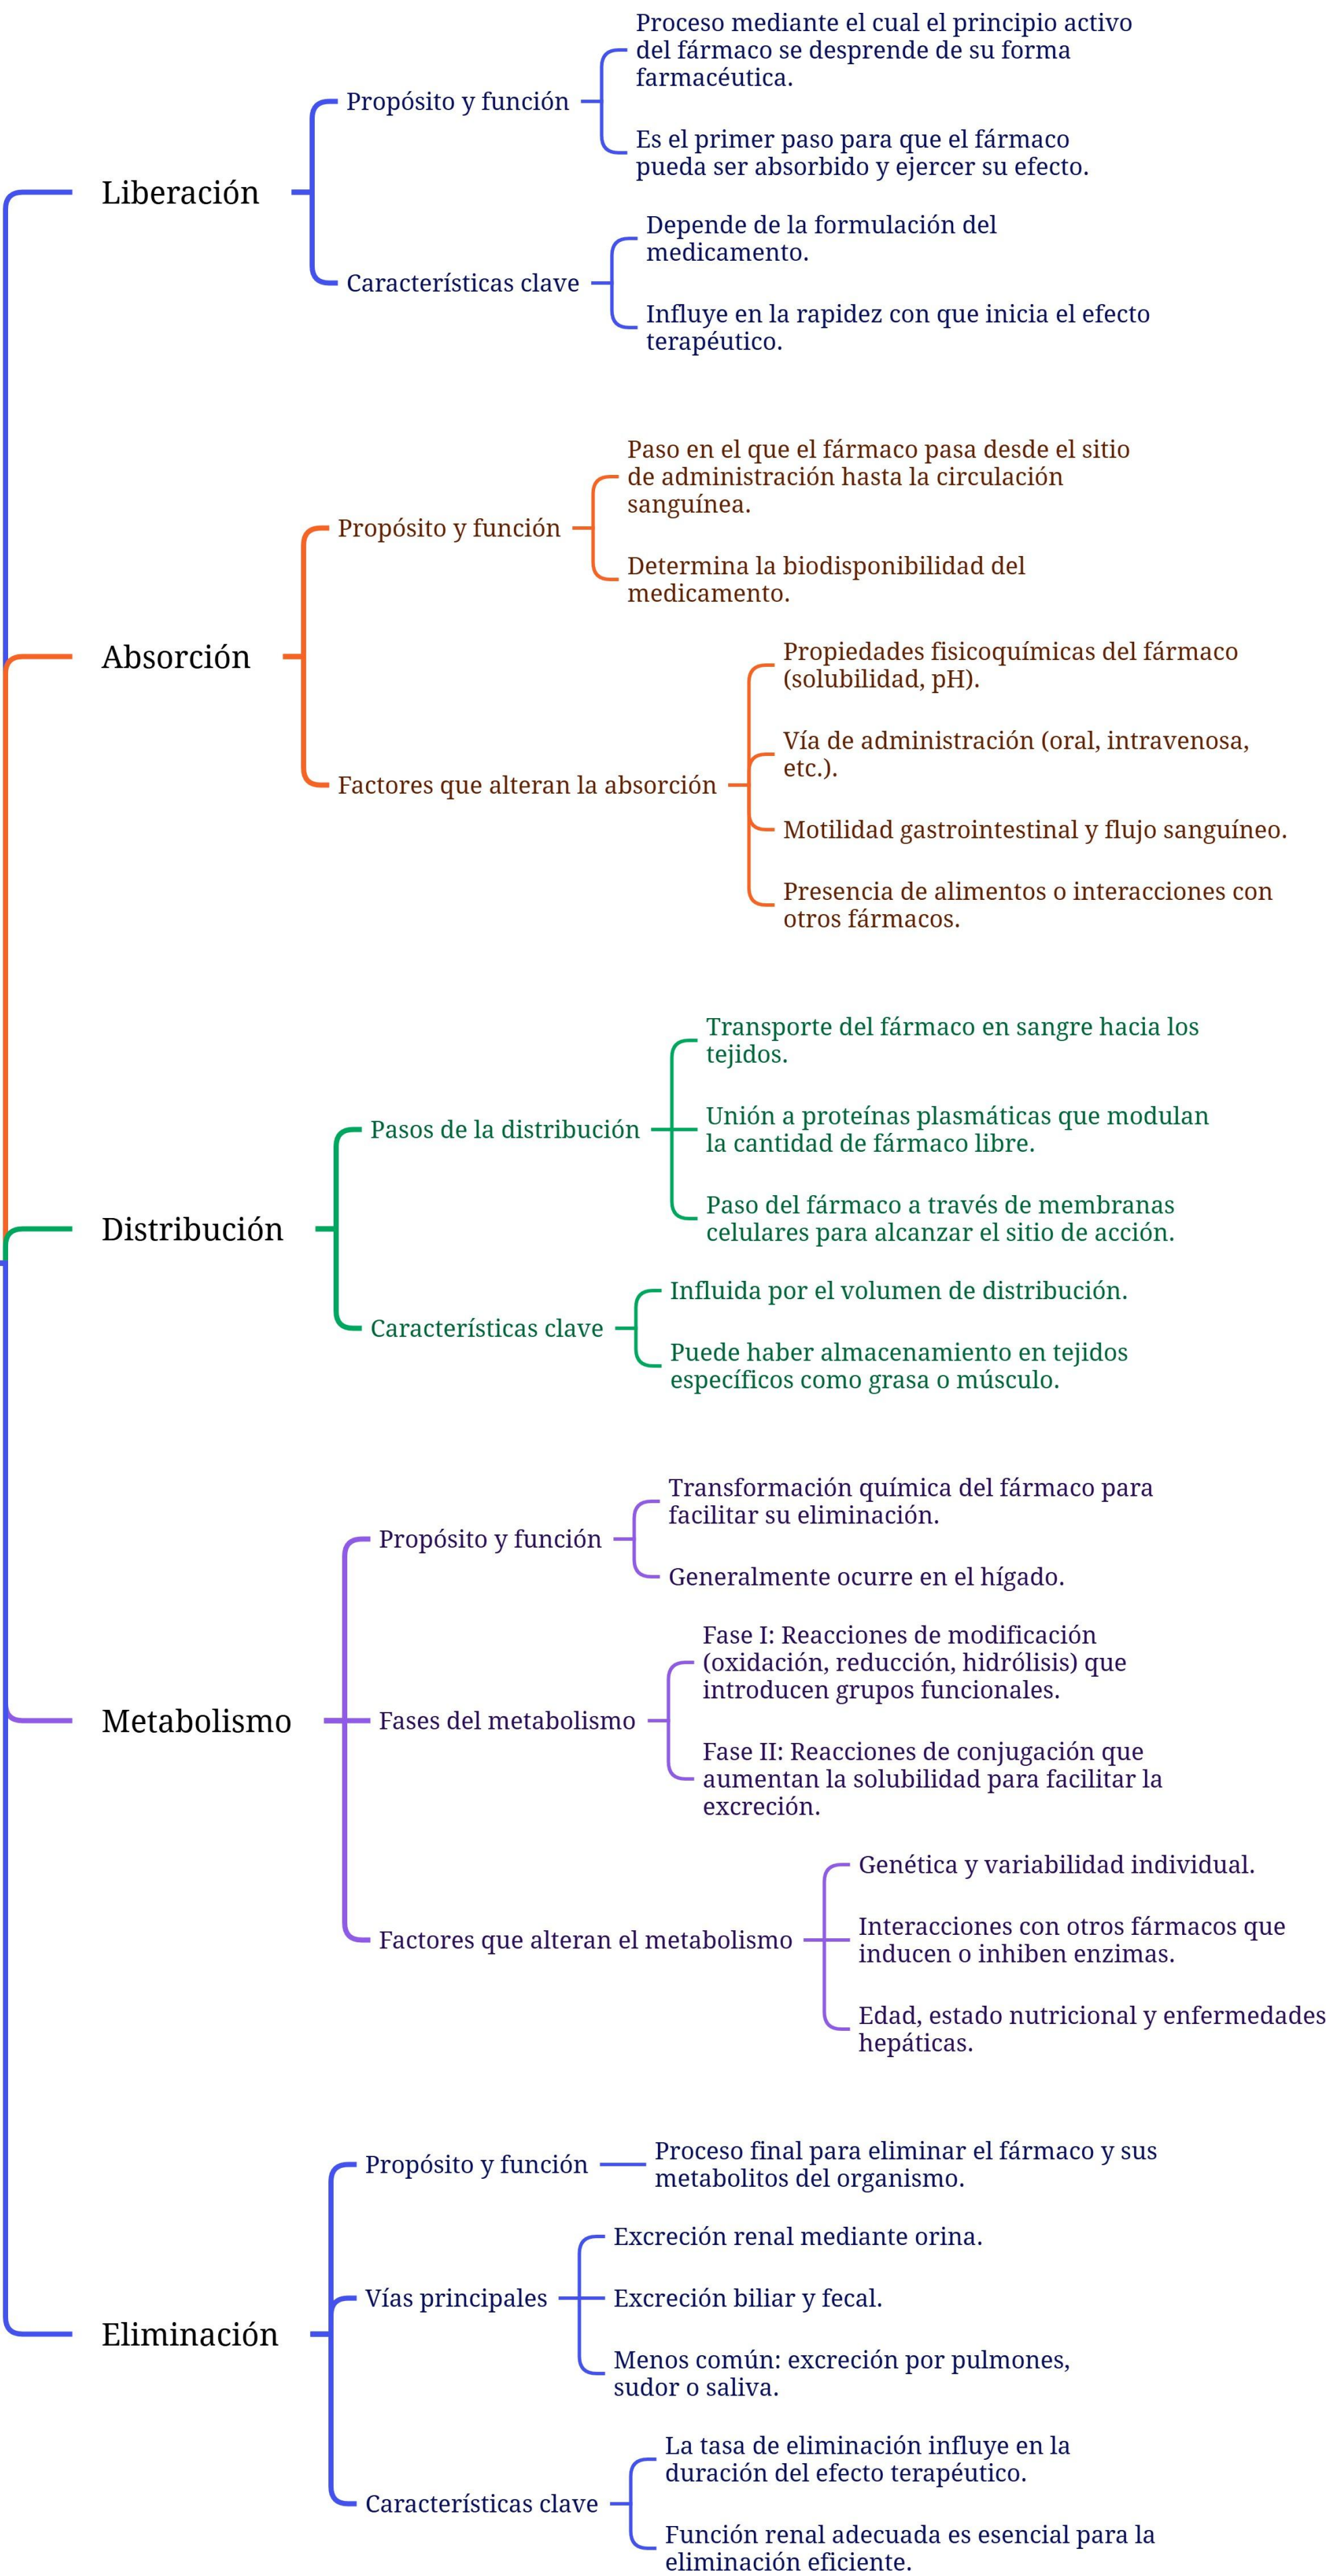 Liberación
Propósito y función
Proceso mediante el cual el principio activo
del fármaco se desprende de su forma
farmacéutica.
Es el primer paso para que el fármaco
pueda ser absorbido y ejercer su efecto.
Características clave
Depende de la formulación del
medicamento.
Influye en la rapidez con que inicia el efecto
terapéutico.
Absorción
Propósito y función
Paso en el que el fármaco pasa desde el sitio
de administración hasta la circulación
sanguínea.
Determina la biodisponibilidad del
medicamento.
Factores que alteran la absorción
Propiedades fisicoquímicas del fármaco
(solubilidad, pH).
Vía de administración (oral, intravenosa,
etc.).
Motilidad gastrointestinal y flujo sanguíneo.
Presencia de alimentos o interacciones con
otros fármacos.
Distribución
Pasos de la distribución
Transporte del fármaco en sangre hacia los
tejidos.
Unión a proteínas plasmáticas que modulan
la cantidad de fármaco libre.
Paso del fármaco a través de membranas
celulares para alcanzar el sitio de acción.
Características clave
Influida por el volumen de distribución.
Puede haber almacenamiento en tejidos
específicos como grasa o músculo.
Metabolismo
Propósito y función
Transformación química del fármaco para
facilitar su eliminación.
Generalmente ocurre en el hígado.
Fases del metabolismo
Fase I: Reacciones de modificación
(oxidación, reducción, hidrólisis) que
introducen grupos funcionales.
Fase II: Reacciones de conjugación que
aumentan la solubilidad para facilitar la
excreción.
Factores que alteran el metabolismo
Genética y variabilidad individual.
Interacciones con otros fármacos que
inducen o inhiben enzimas.
Edad, estado nutricional y enfermedades
hepáticas.
Eliminación
Propósito y función
Proceso final para eliminar el fármaco y sus
metabolitos del organismo.
Vías principales
Excreción renal mediante orina.
Excreción biliar y fecal.
Menos común: excreción por pulmones,
sudor o saliva.
Características clave
La tasa de eliminación influye en la
duración del efecto terapéutico.
Función renal adecuada es esencial para la
eliminación eficiente.